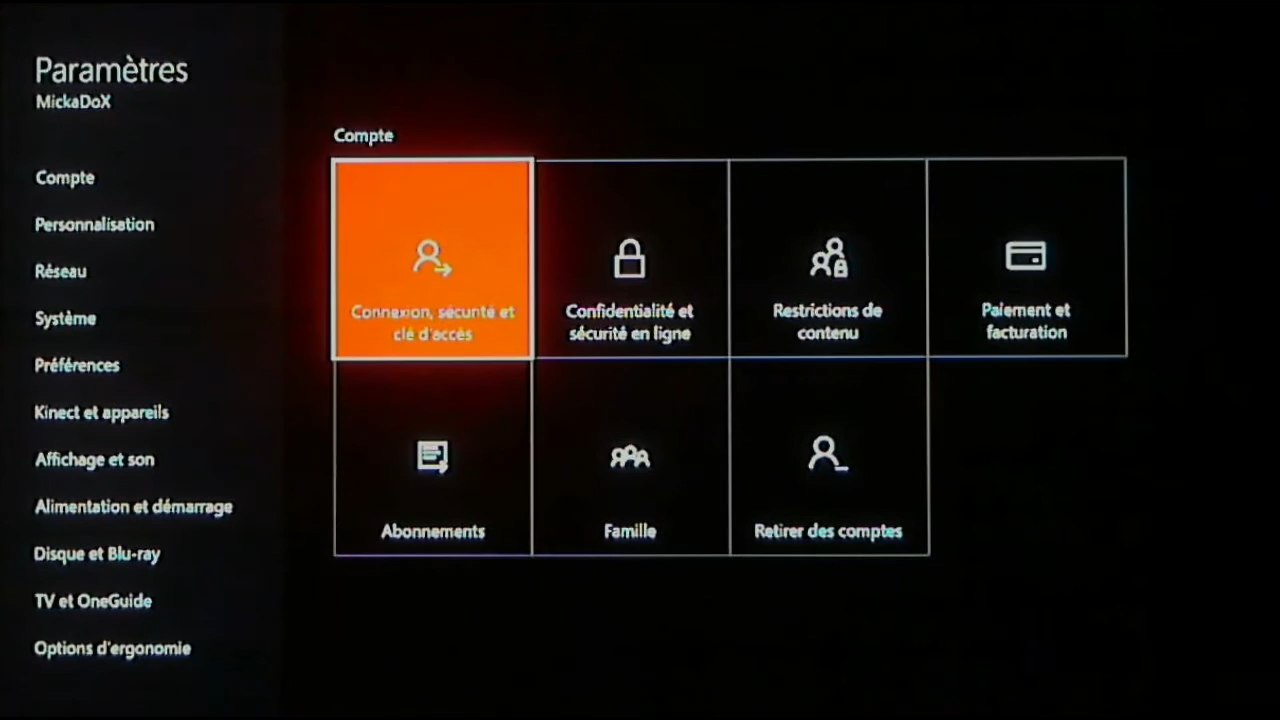 Paramètres
MickaDoX
Compte
Personnalisation
Réseau
Système
Préférences
Kinect et appareils
Affichage et son
Alimentation et démarrage
Disque et Blu-ray
TV et OneGuide
Options d'ergonomie
Compte
Connexion, sécurité et
clé d'accès
Confidentialité et
sécurité en ligne
Restrictions de
contenu
Paiement et
facturation
Abonnements
Famille
Retirer des comptes